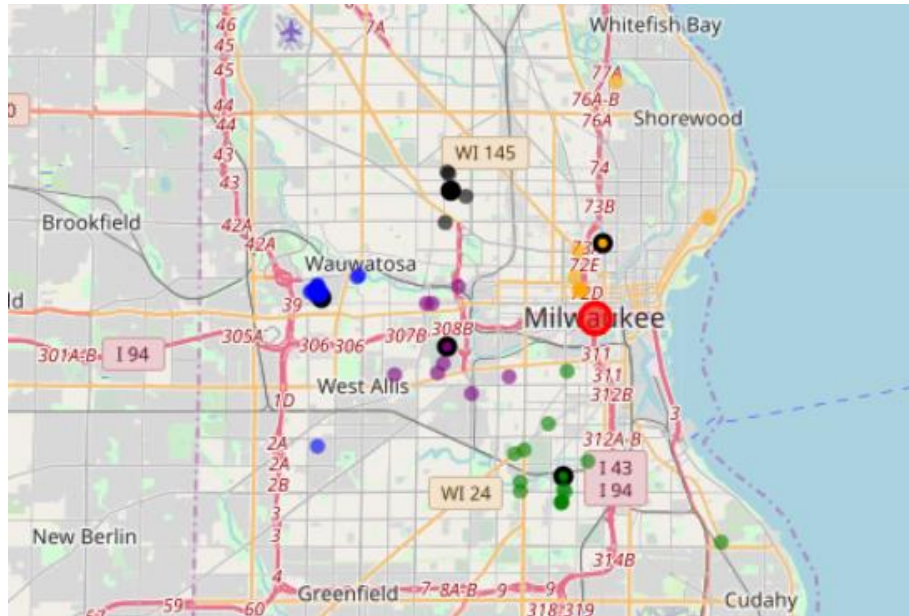 46
45
45
44
44
43
43
42A
42A
7A
Whitefish Bay
77A
76A-B
76A
Shorewood
74
WI 145
73B
Brookfield
Wauwatosa
72E
72D
39
Milwaukee
305A
306
306
307B
308B
301A-B
I 94
311
311
312B
West Allis
1D
3
2A
2A
2B
312A-B
I 43
I 94
WI 24
3
3
New Berlin
314B
4
Greenfield
7
8A-B
9
9
59
60
Cudahy
318
319